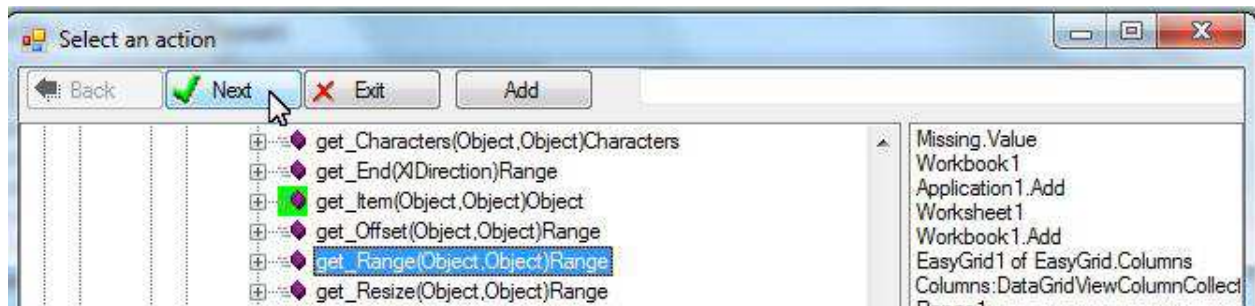 Select an action
Back Next Exit Add
get_Characters(Object,Object)Characters
get_End(XlDirection)Range
get_Item(Object,Object)Object
get_Offset(Object,Object)Range
get_Range(Object,Object)Range
get_Resize(Object,Object)Range
Missing.Value
Workbook1
Application1.Add
Worksheet1
Workbook1.Add
EasyGrid1 of EasyGrid.Columns
Columns:DataGridViewColumnCollect